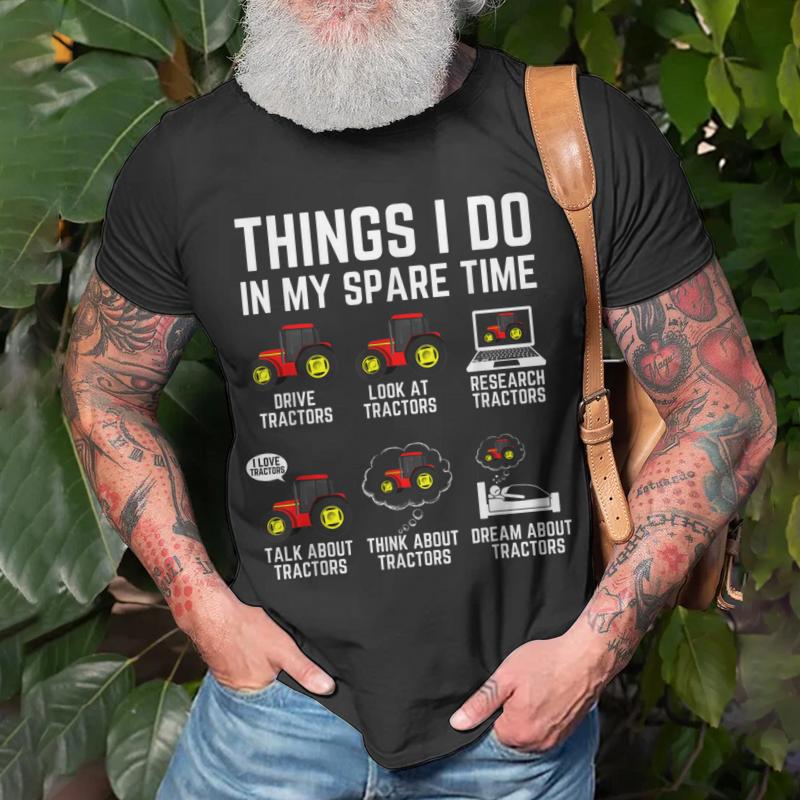 THINGS I DO
IN MY SPARE TIME
DRIVE
TRACTORS
LOOK AT
TRACTORS
RESEARCH
TRACTORS
I LOVE
TRACTORS
TALK ABOUT
TRACTORS
THINK ABOUT
TRACTORS
DREAM ABOUT
TRACTORS